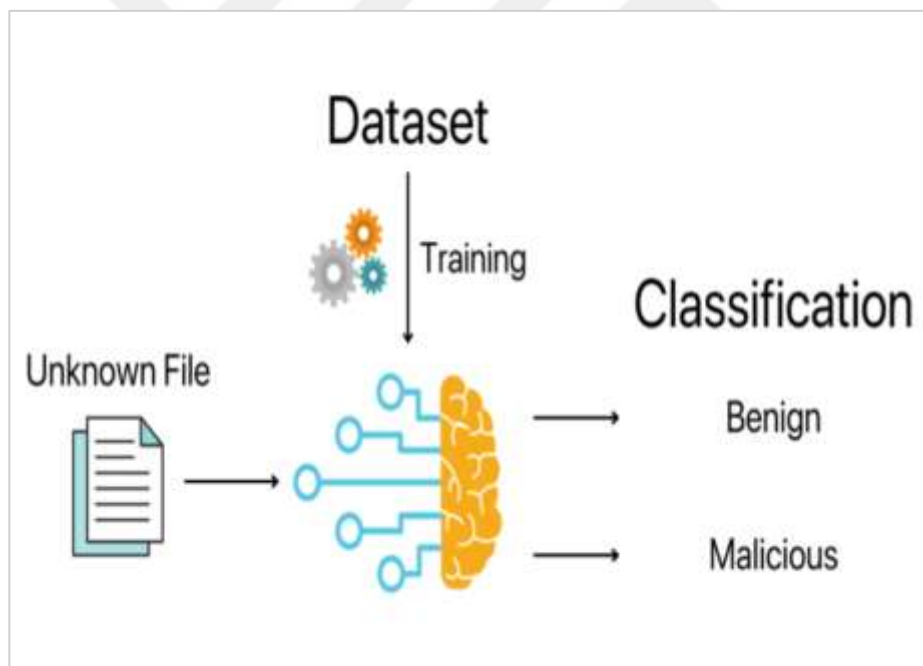 Dataset
Training
Classification
Unknown File
Benign
Malicious